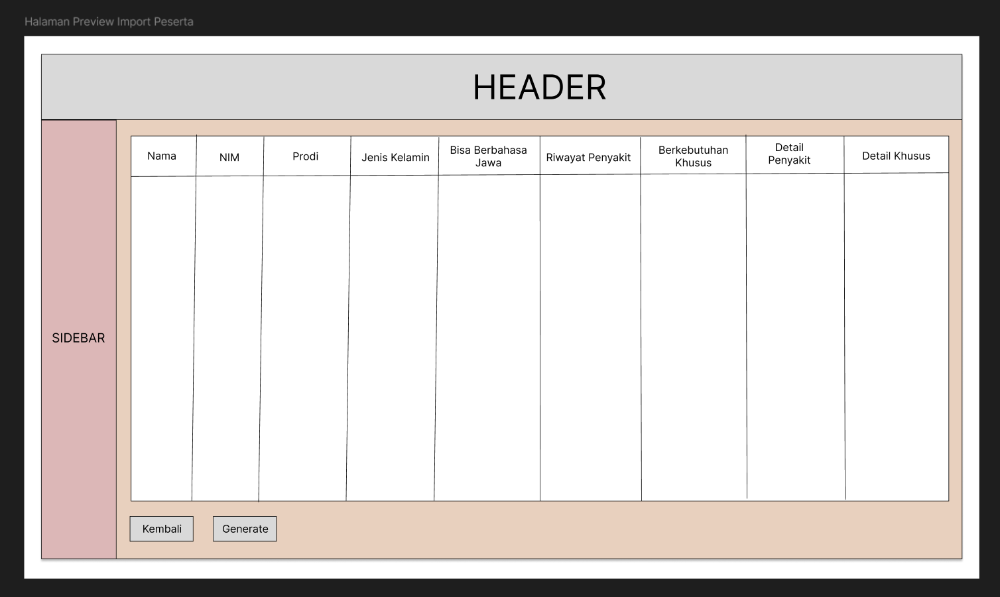 Halaman Preview Import Peserta
HEADER
SIDEBAR
Nama
NIM
Prodi
Jenis Kelamin
Bisa Berbahasa
Jawa
Riwayat Penyakit
Berkebutuhan
Khusus
Detail
Penyakit
Detail Khusus
Kembali
Generate